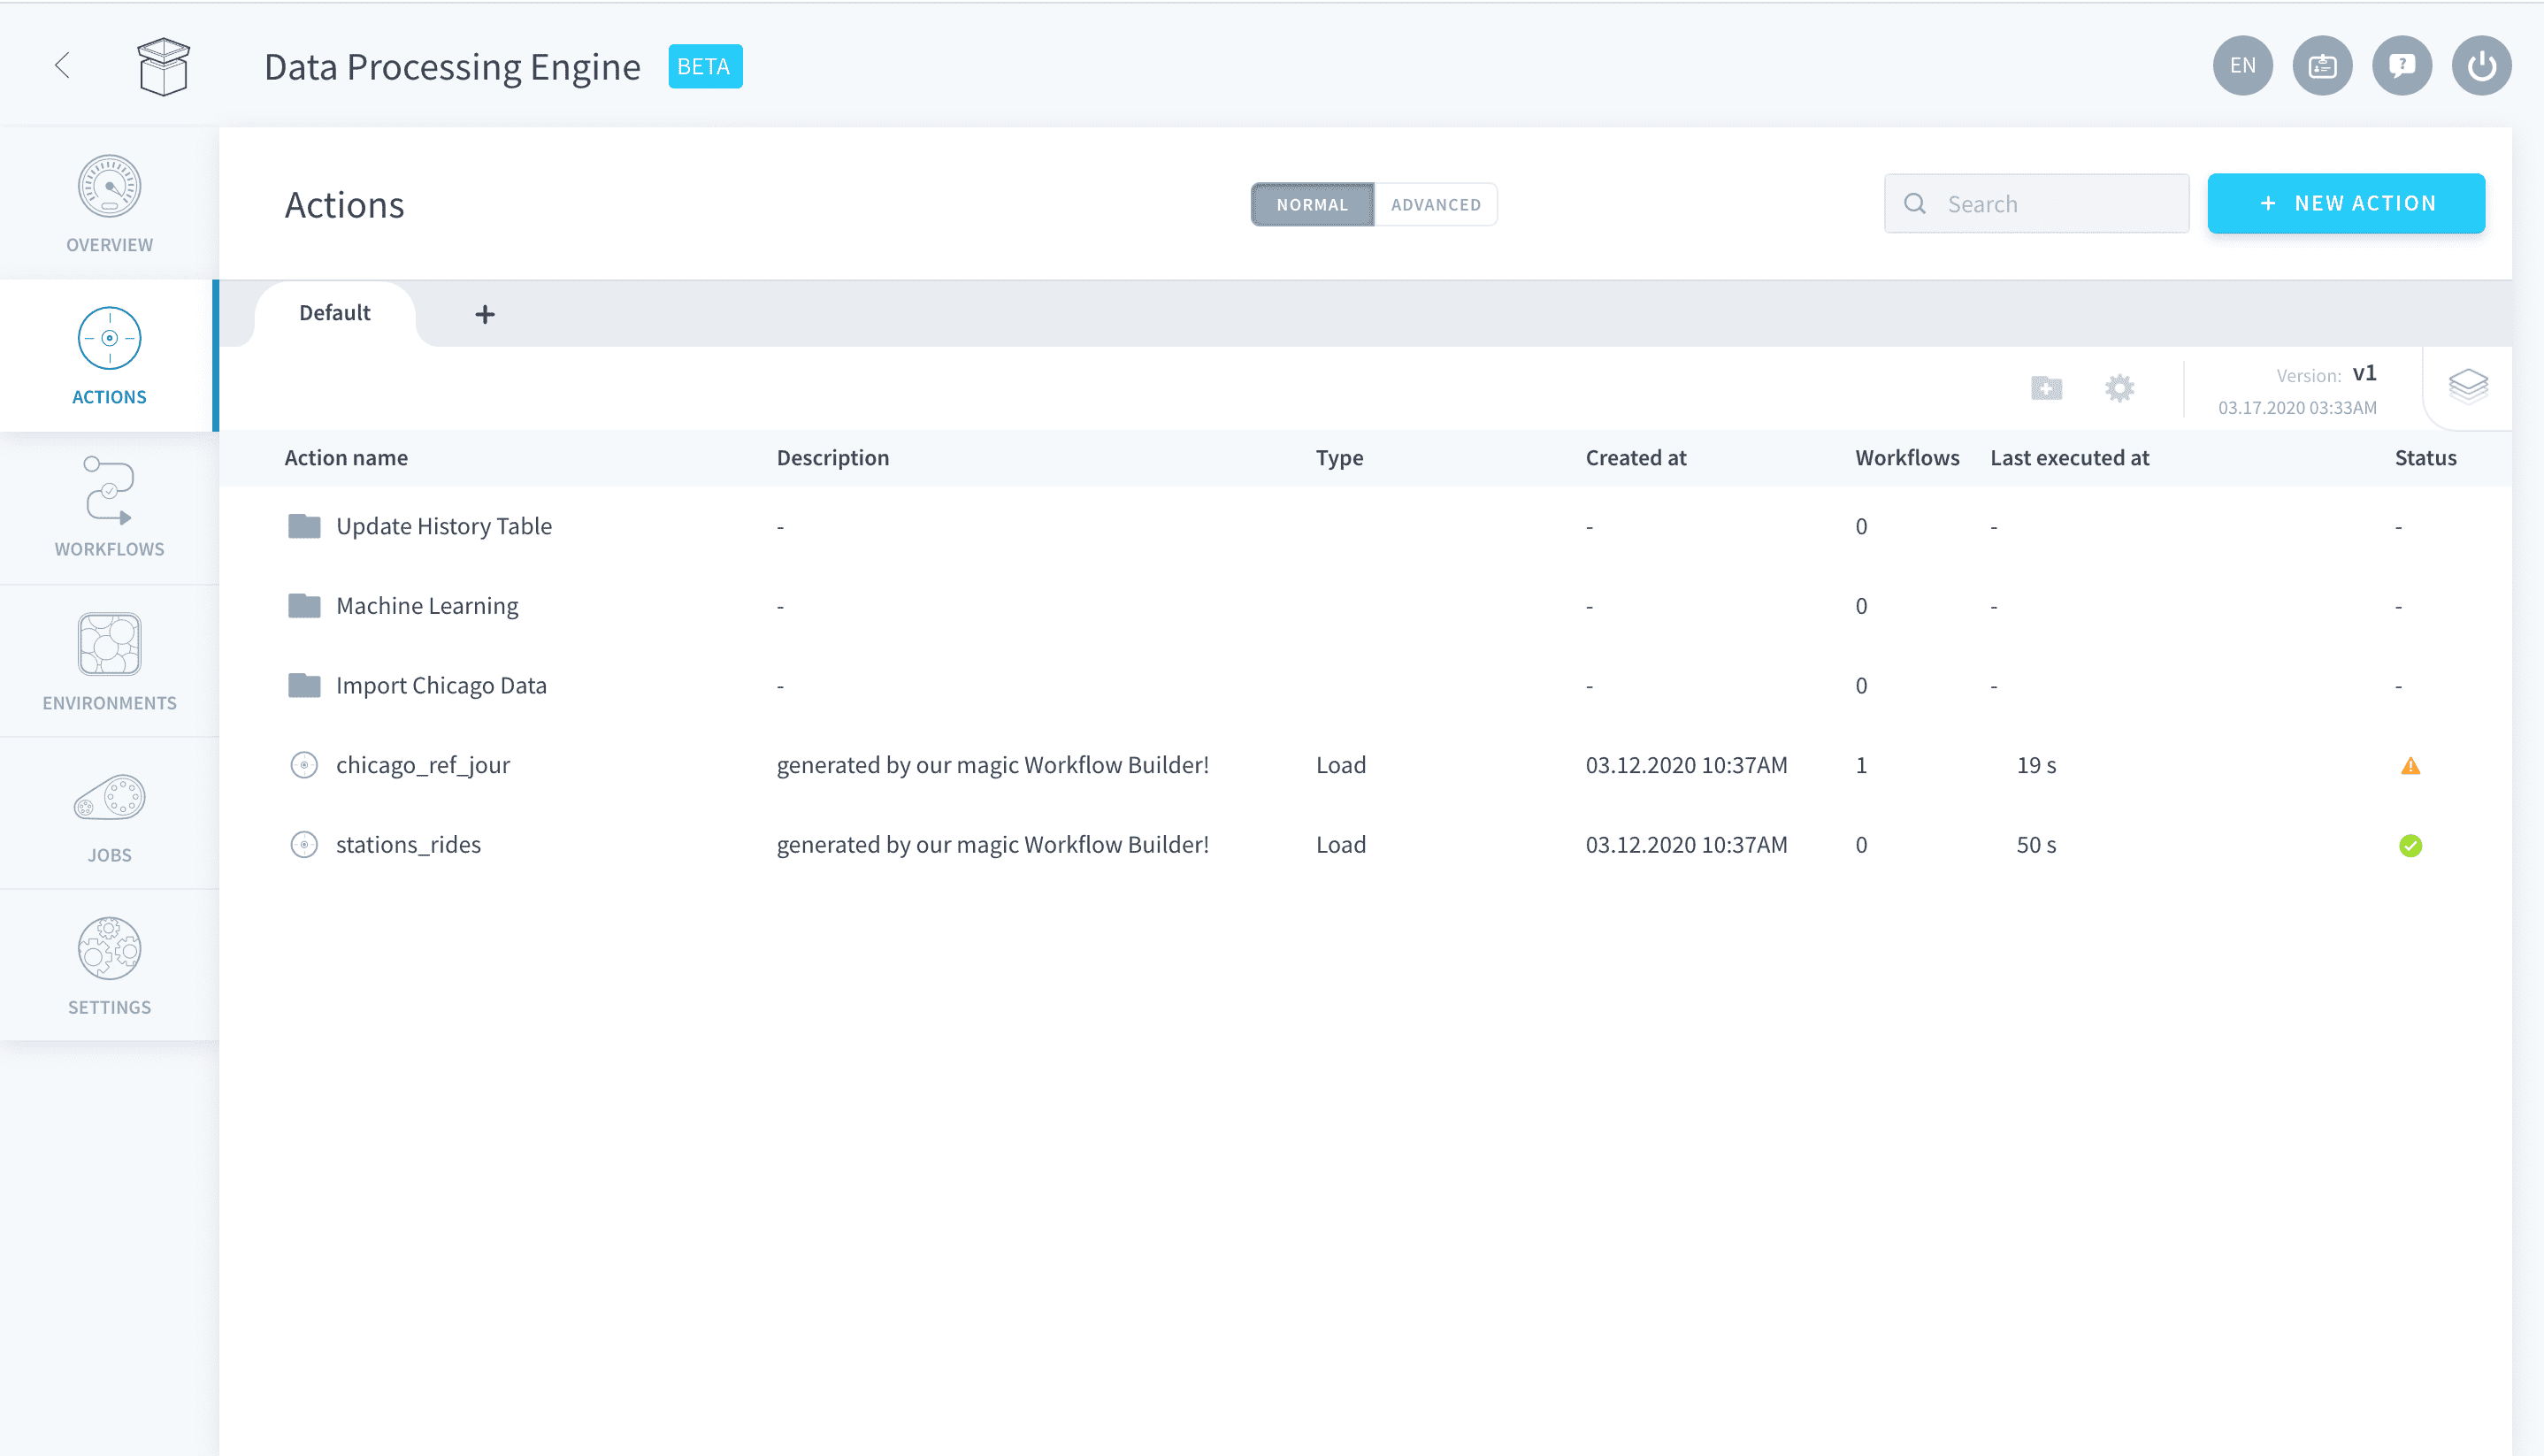 Data Processing Engine BETA
EN
OVERVIEW
ACTIONS
WORKFLOWS
ENVIRONMENTS
JOBS
SETTINGS
Actions
NORMAL ADVANCED
Search
+ NEW ACTION
Default +
Version: v1
03.17.2020 03:33AM
Action name Description Type Created at Workflows Last executed at Status
Update History Table - - 0 - -
Machine Learning - - 0 - -
Import Chicago Data - - 0 - -
chicago_ref_jour generated by our magic Workflow Builder! Load 03.12.2020 10:37AM 1 19 s
stations_rides generated by our magic Workflow Builder! Load 03.12.2020 10:37AM 0 50 s